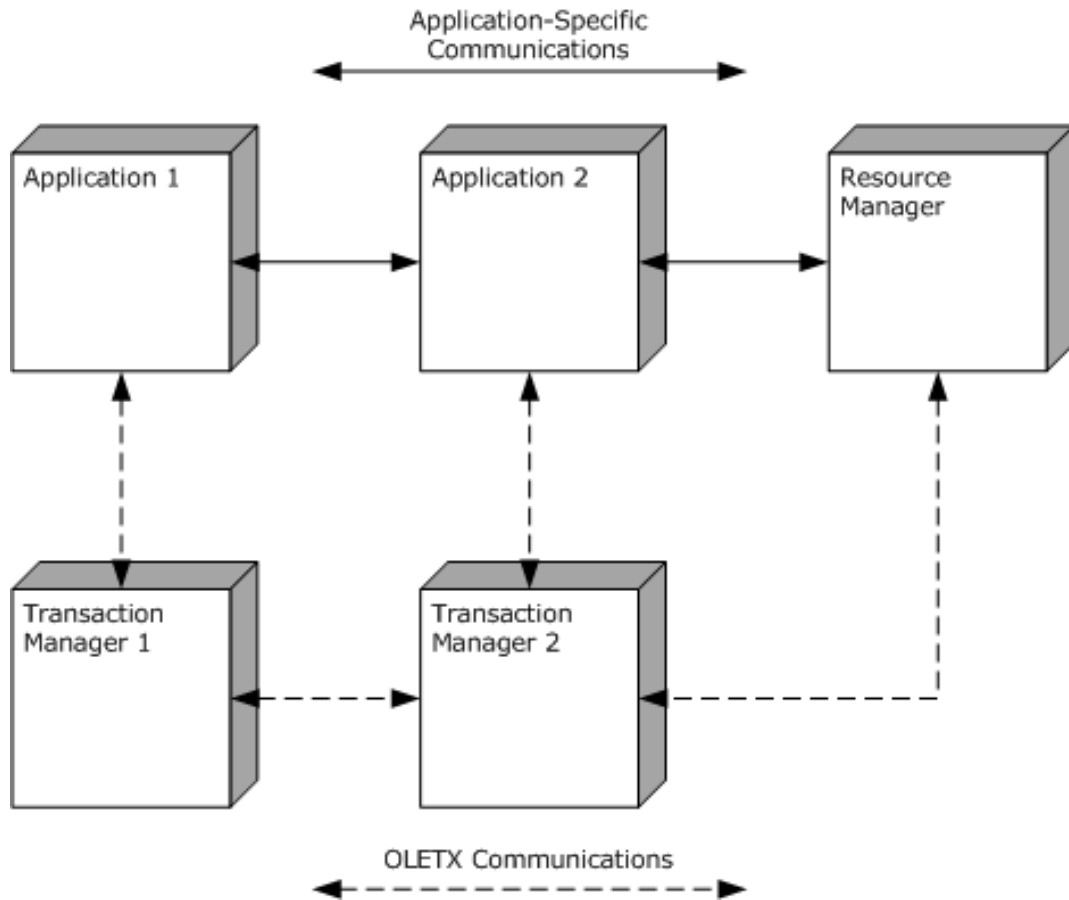 Application-Specific
Communications
Application 1
Application 2
Resource
Manager
Transaction
Manager 1
Transaction
Manager 2
OLETX Communications